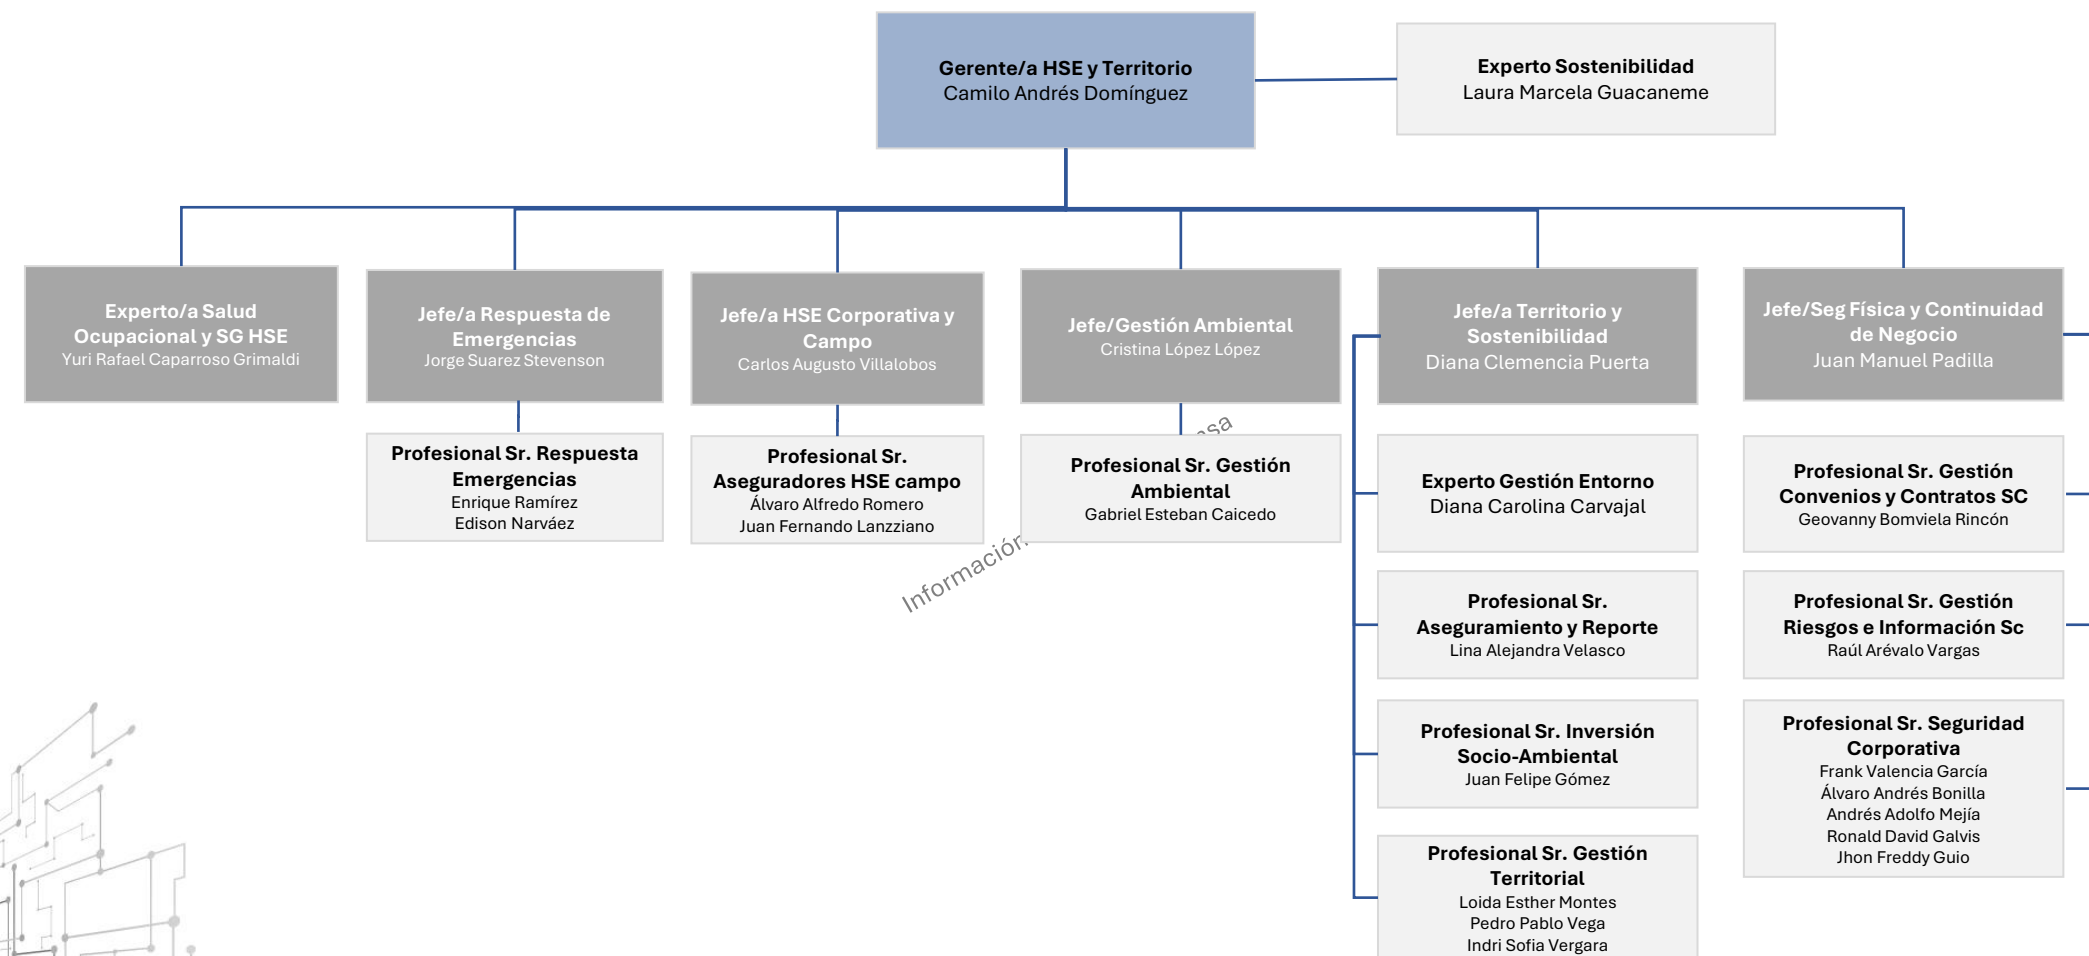 Gerente/a HSE y Territorio
Camilo Andrés Domínguez
Experto Sostenibilidad
Laura Marcela Guacaneme
Experto/a Salud
Ocupacional y SG HSE
Yuri Rafael Caparroso Grimaldi
Jefe/a Respuesta de
Emergencias
Jorge Suarez Stevenson
Jefe/a HSE Corporativa y
Campo
Carlos Augusto Villalobos
Jefe/Gestión Ambiental
Cristina López López
Jefe/a Territorio y
Sostenibilidad
Diana Clemencia Puerta
Jefe/Seg Física y Continuidad
de Negocio
Juan Manuel Padilla
Profesional Sr. Respuesta
Emergencias
Enrique Ramírez
Edison Narváez
Profesional Sr.
Aseguradores HSE campo
Álvaro Alfredo Romero
Juan Fernando Lanzziano
Profesional Sr. Gestión
Ambiental
Gabriel Esteban Caicedo
Experto Gestión Entorno
Diana Carolina Carvajal
Profesional Sr.
Aseguramiento y Reporte
Lina Alejandra Velasco
Profesional Sr. Inversión
Socio-Ambiental
Juan Felipe Gómez
Profesional Sr. Gestión
Territorial
Loida Esther Montes
Pedro Pablo Vega
Indri Sofia Vergara
Profesional Sr. Gestión
Convenios y Contratos SC
Geovanny Bomviela Rincón
Profesional Sr. Gestión
Riesgos e Información Sc
Raúl Arévalo Vargas
Profesional Sr. Seguridad
Corporativa
Frank Valencia García
Álvaro Andrés Bonilla
Andrés Adolfo Mejía
Ronald David Galvis
Jhon Freddy Guio
Información